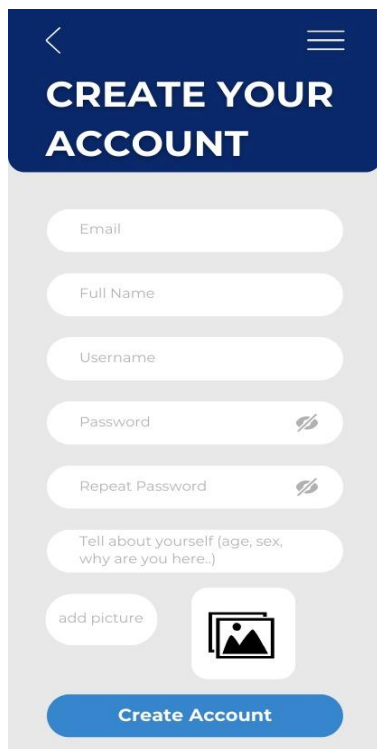 CREATE YOUR
ACCOUNT
Email
Full Name
Username
Password
Repeat Password
Tell about yourself (age, sex,
why are you here..)
add picture
Create Account